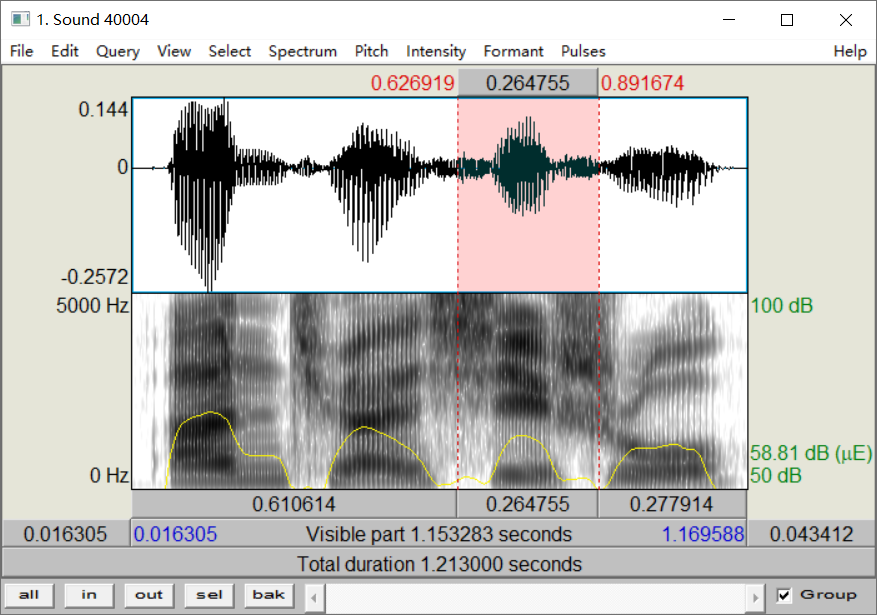 1. Sound 40004
File Edit Query View Select Spectrum Pitch Intensity Formant Pulses Help
0.626919 0.264755 0.891674
0.144
0
-0.2572
5000 Hz 100 dB
58.81 dB (µE)
0 Hz 50 dB
0.610614 0.264755 0.277914
0.016305 0.016305 Visible part 1.153283 seconds 1.169588 0.043412
Total duration 1.213000 seconds
all in out sel bak Group